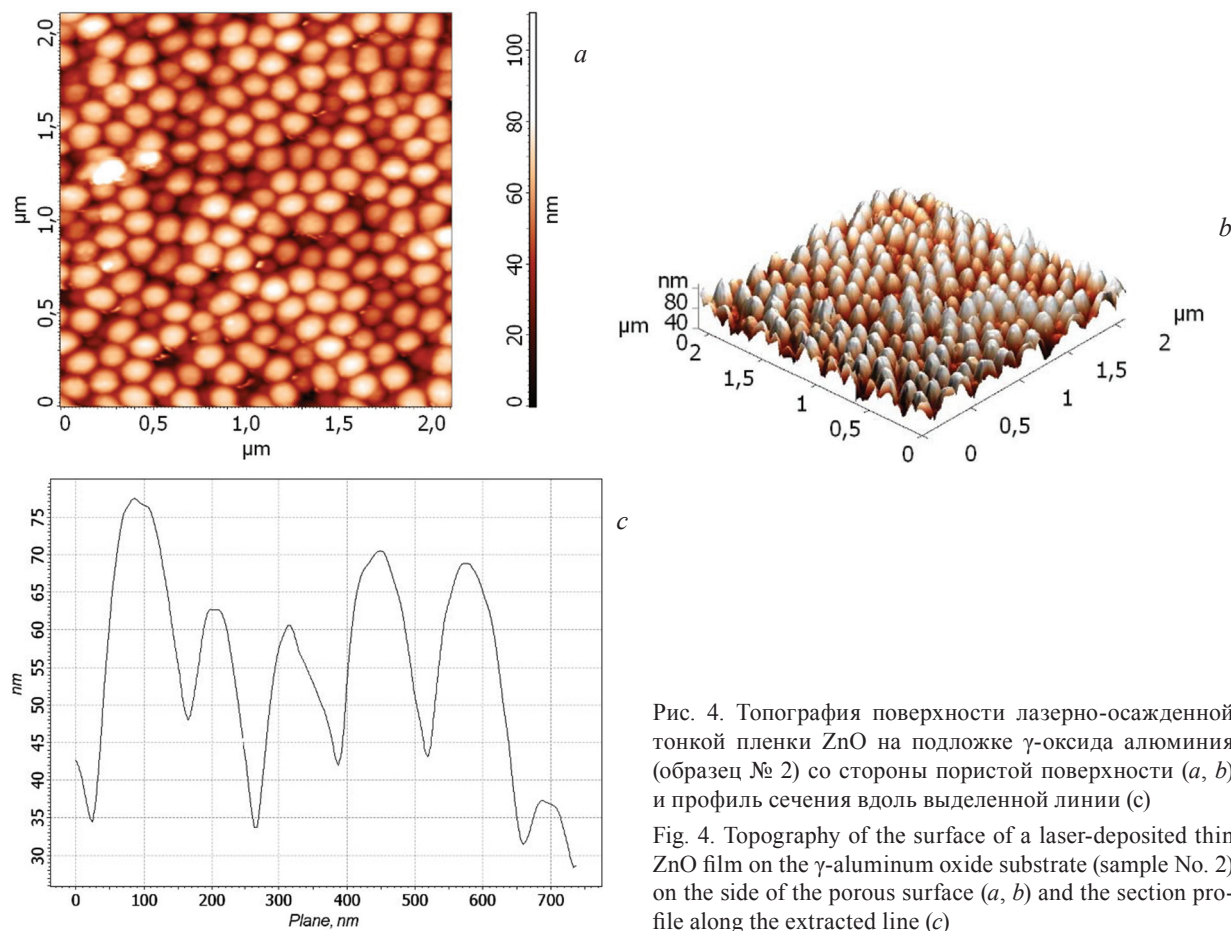 2,0
1,5
1,0
0,5
0
µm
0
0,5
1,0
1,5
2,0
µm
100
80
60
40
20
0
nm
a
nm
80
40
0
µm
2
1,5
1
0,5
0
0
0,5
1
1,5
2
µm
b
75
70
65
60
55
50
45
40
35
30
nm
0
100
200
300
400
500
600
700
Plane, nm
c
Рис. 4. Топография поверхности лазерно-осажденной
тонкой пленки ZnO на подложке γ-оксида алюминия
(образец № 2) со стороны пористой поверхности (a, b)
и профиль сечения вдоль выделенной линии (c)
Fig. 4. Topography of the surface of a laser-deposited thin
ZnO film on the γ-aluminum oxide substrate (sample No. 2)
on the side of the porous surface (a, b) and the section pro-
file along the extracted line (c)